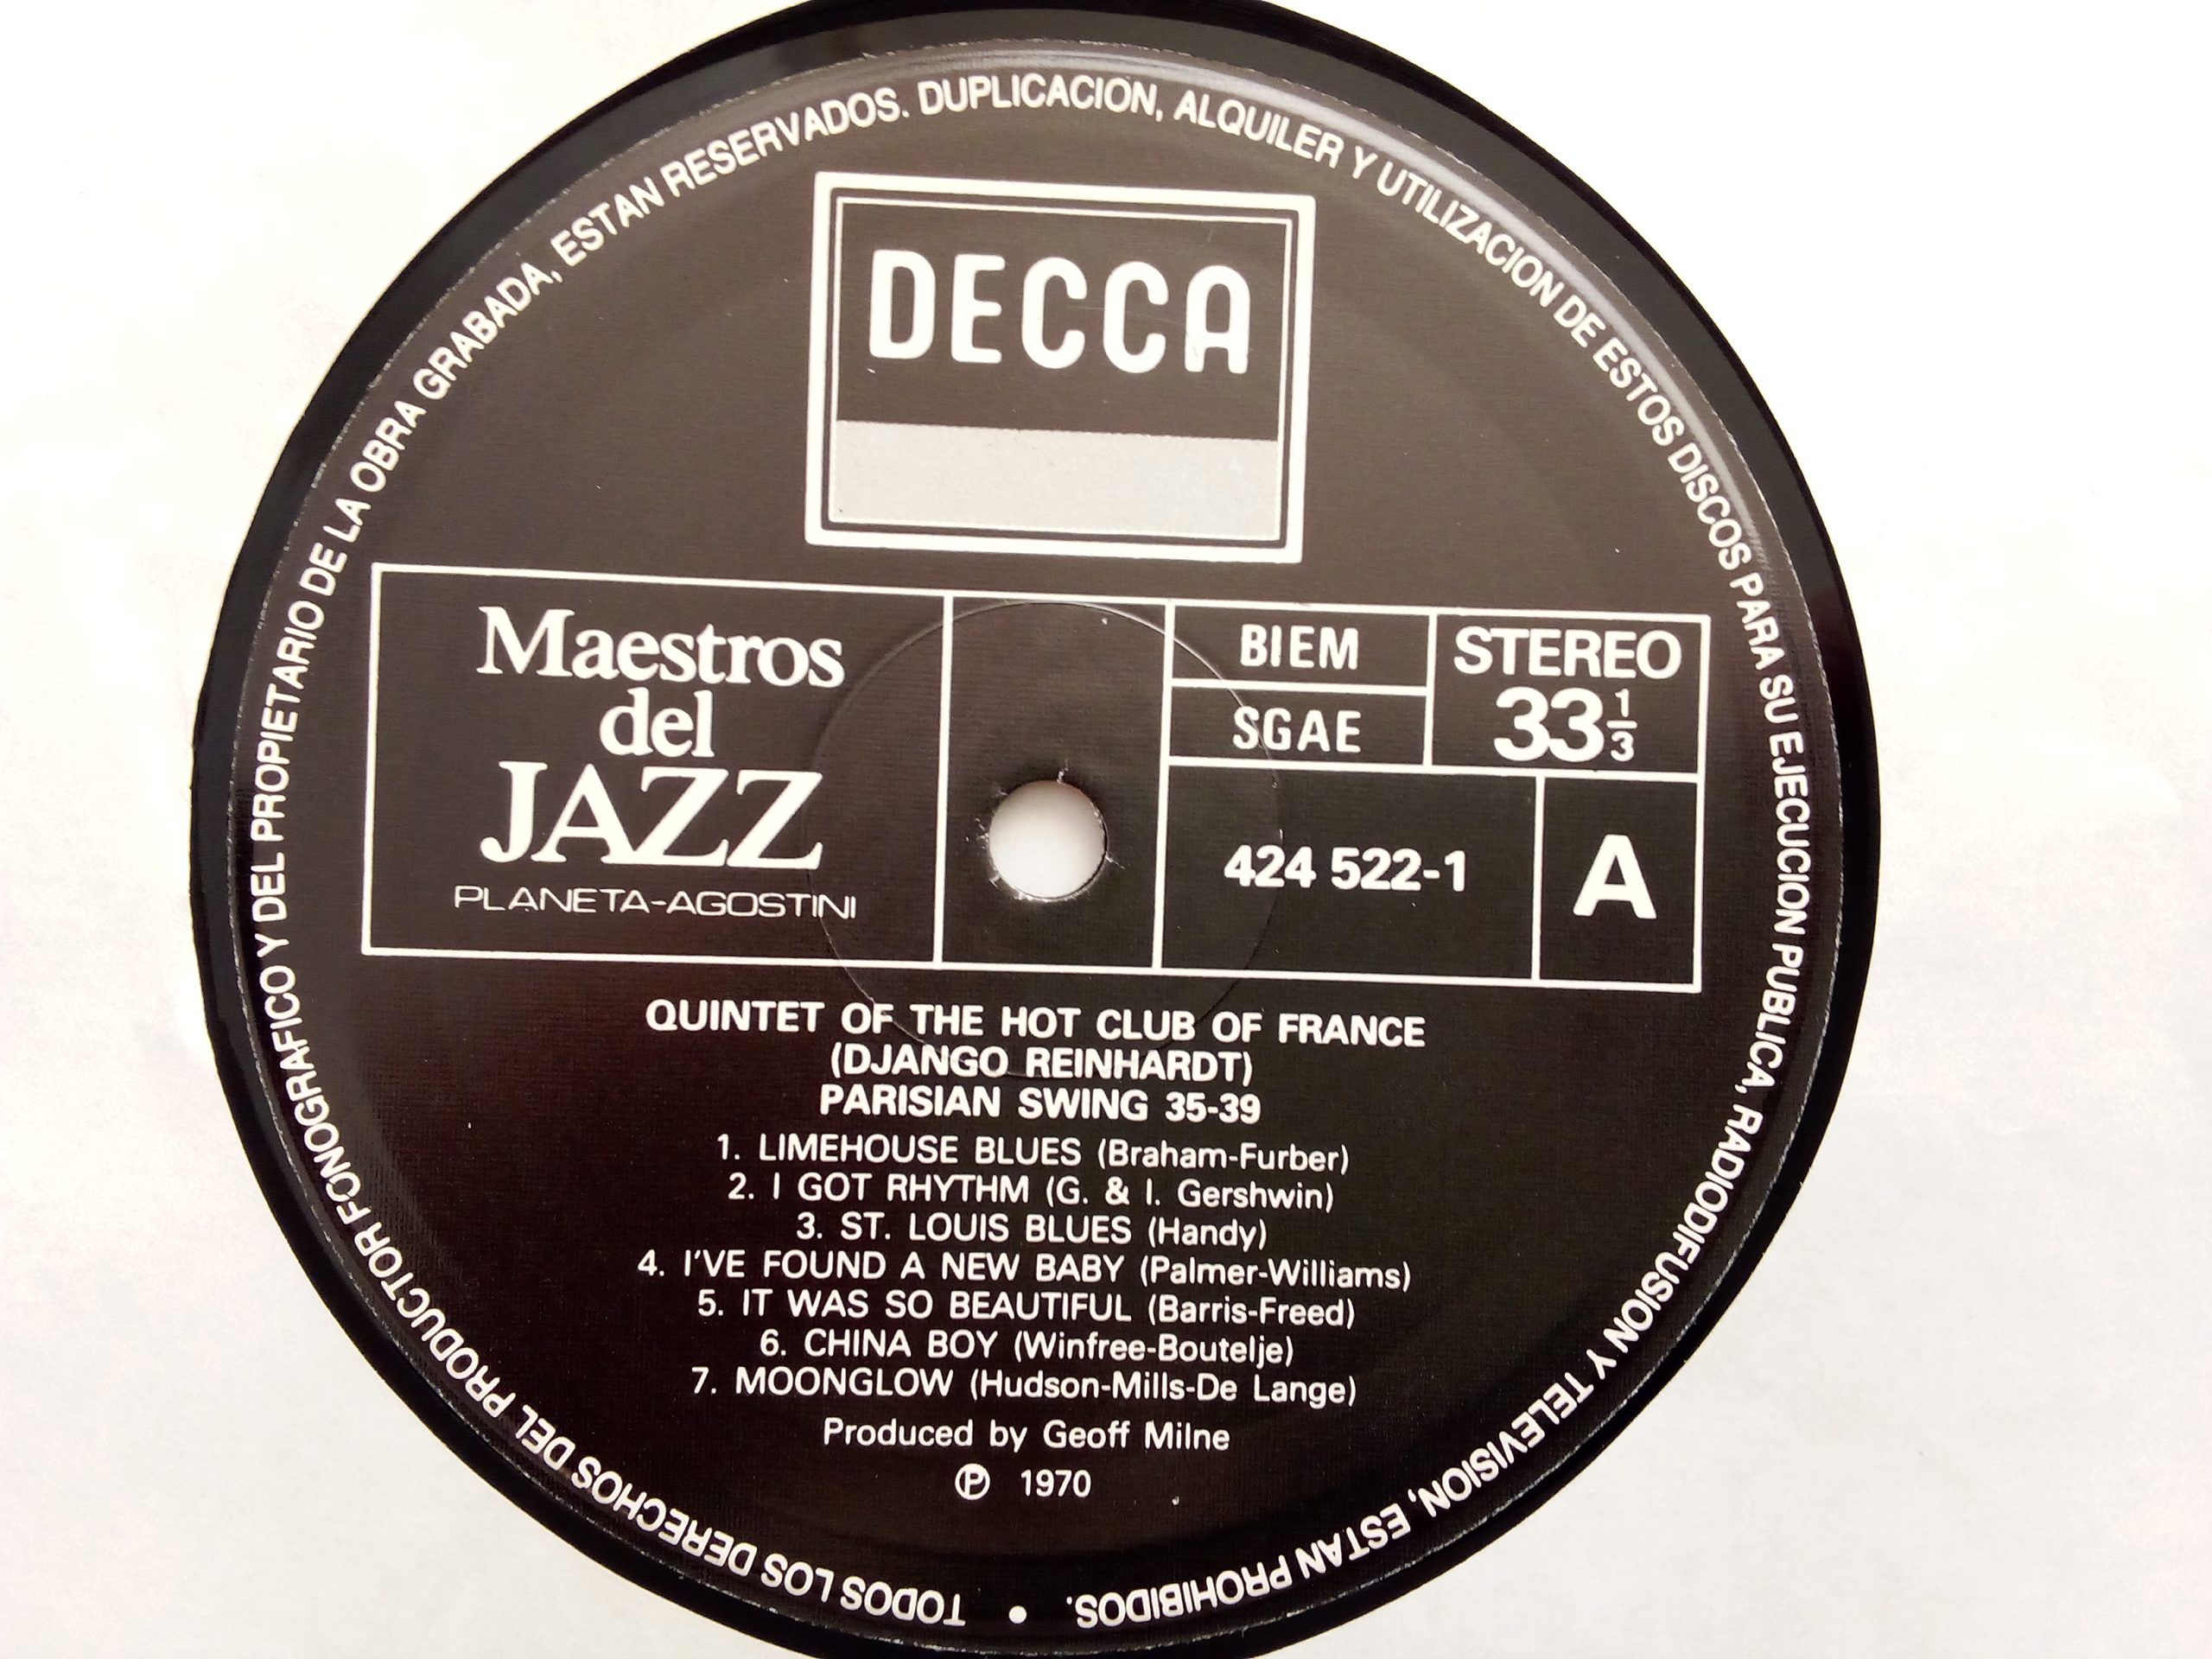 TODOS LOS DERECHOS DEL PRODUCTOR FONOGRAFICO Y DEL PROPIETARIO DE LA OBRA GRABADA, ESTAN RESERVADOS. DUPLICACION, ALQUILER Y UTILIZACION DE ESTOS DISCOS PARA SU EJECUCION PUBLICA, RADIODIFUSION Y TELEVISION, ESTAN PROHIBIDOS. •
DECCA
Maestros
del
JAZZ
PLANETA-AGOSTINI
BIEM
SGAE
STEREO
33 1/3
424 522-1
A
QUINTET OF THE HOT CLUB OF FRANCE
(DJANGO REINHARDT)
PARISIAN SWING 35-39
1. LIMEHOUSE BLUES (Braham-Furber)
2. I GOT RHYTHM (G. & I. Gershwin)
3. ST. LOUIS BLUES (Handy)
4. I'VE FOUND A NEW BABY (Palmer-Williams)
5. IT WAS SO BEAUTIFUL (Barris-Freed)
6. CHINA BOY (Winfree-Boutelje)
7. MOONGLOW (Hudson-Mills-De Lange)
Produced by Geoff Milne
℗ 1970